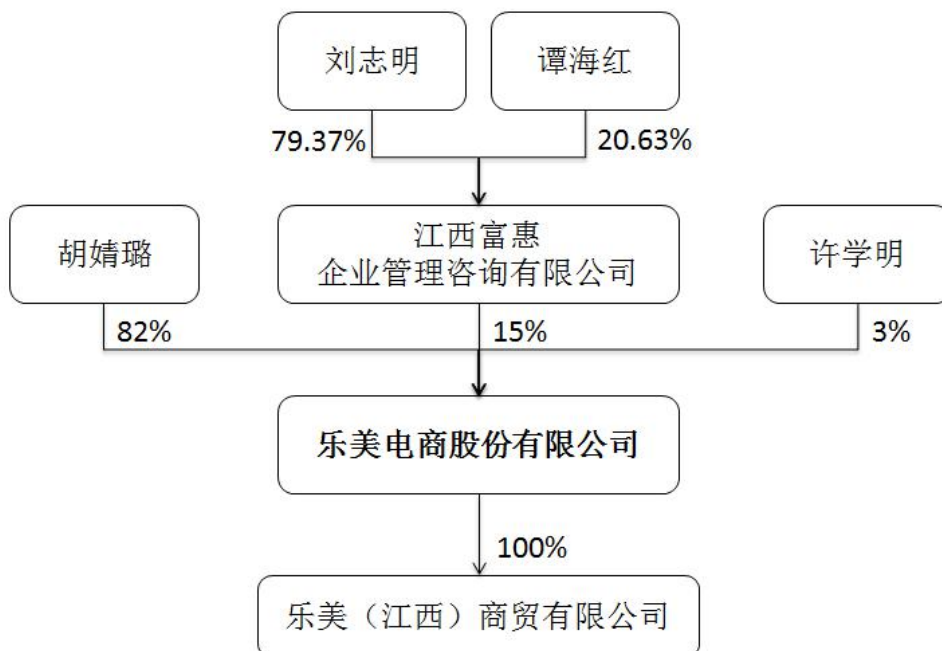 刘志明
谭海红
79.37%
20.63%
胡婧璐
江西富惠
企业管理咨询有限公司
许学明
82%
15%
3%
乐美电商股份有限公司
100%
乐美（江西）商贸有限公司